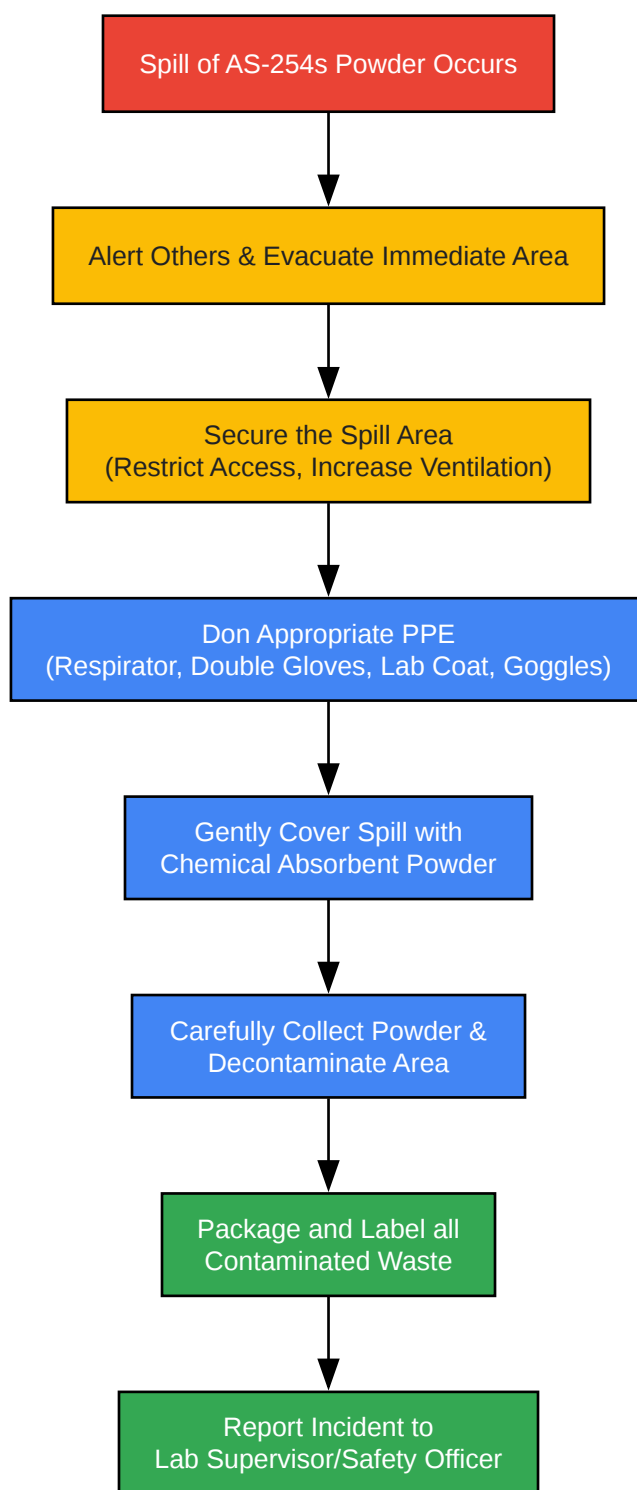 Spill of AS-254s Powder Occurs
Alert Others & Evacuate Immediate Area
Secure the Spill Area
(Restrict Access, Increase Ventilation)
Don Appropriate PPE
(Respirator, Double Gloves, Lab Coat, Goggles)
Gently Cover Spill with
Chemical Absorbent Powder
Carefully Collect Powder &
Decontaminate Area
Package and Label all
Contaminated Waste
Report Incident to
Lab Supervisor/Safety Officer